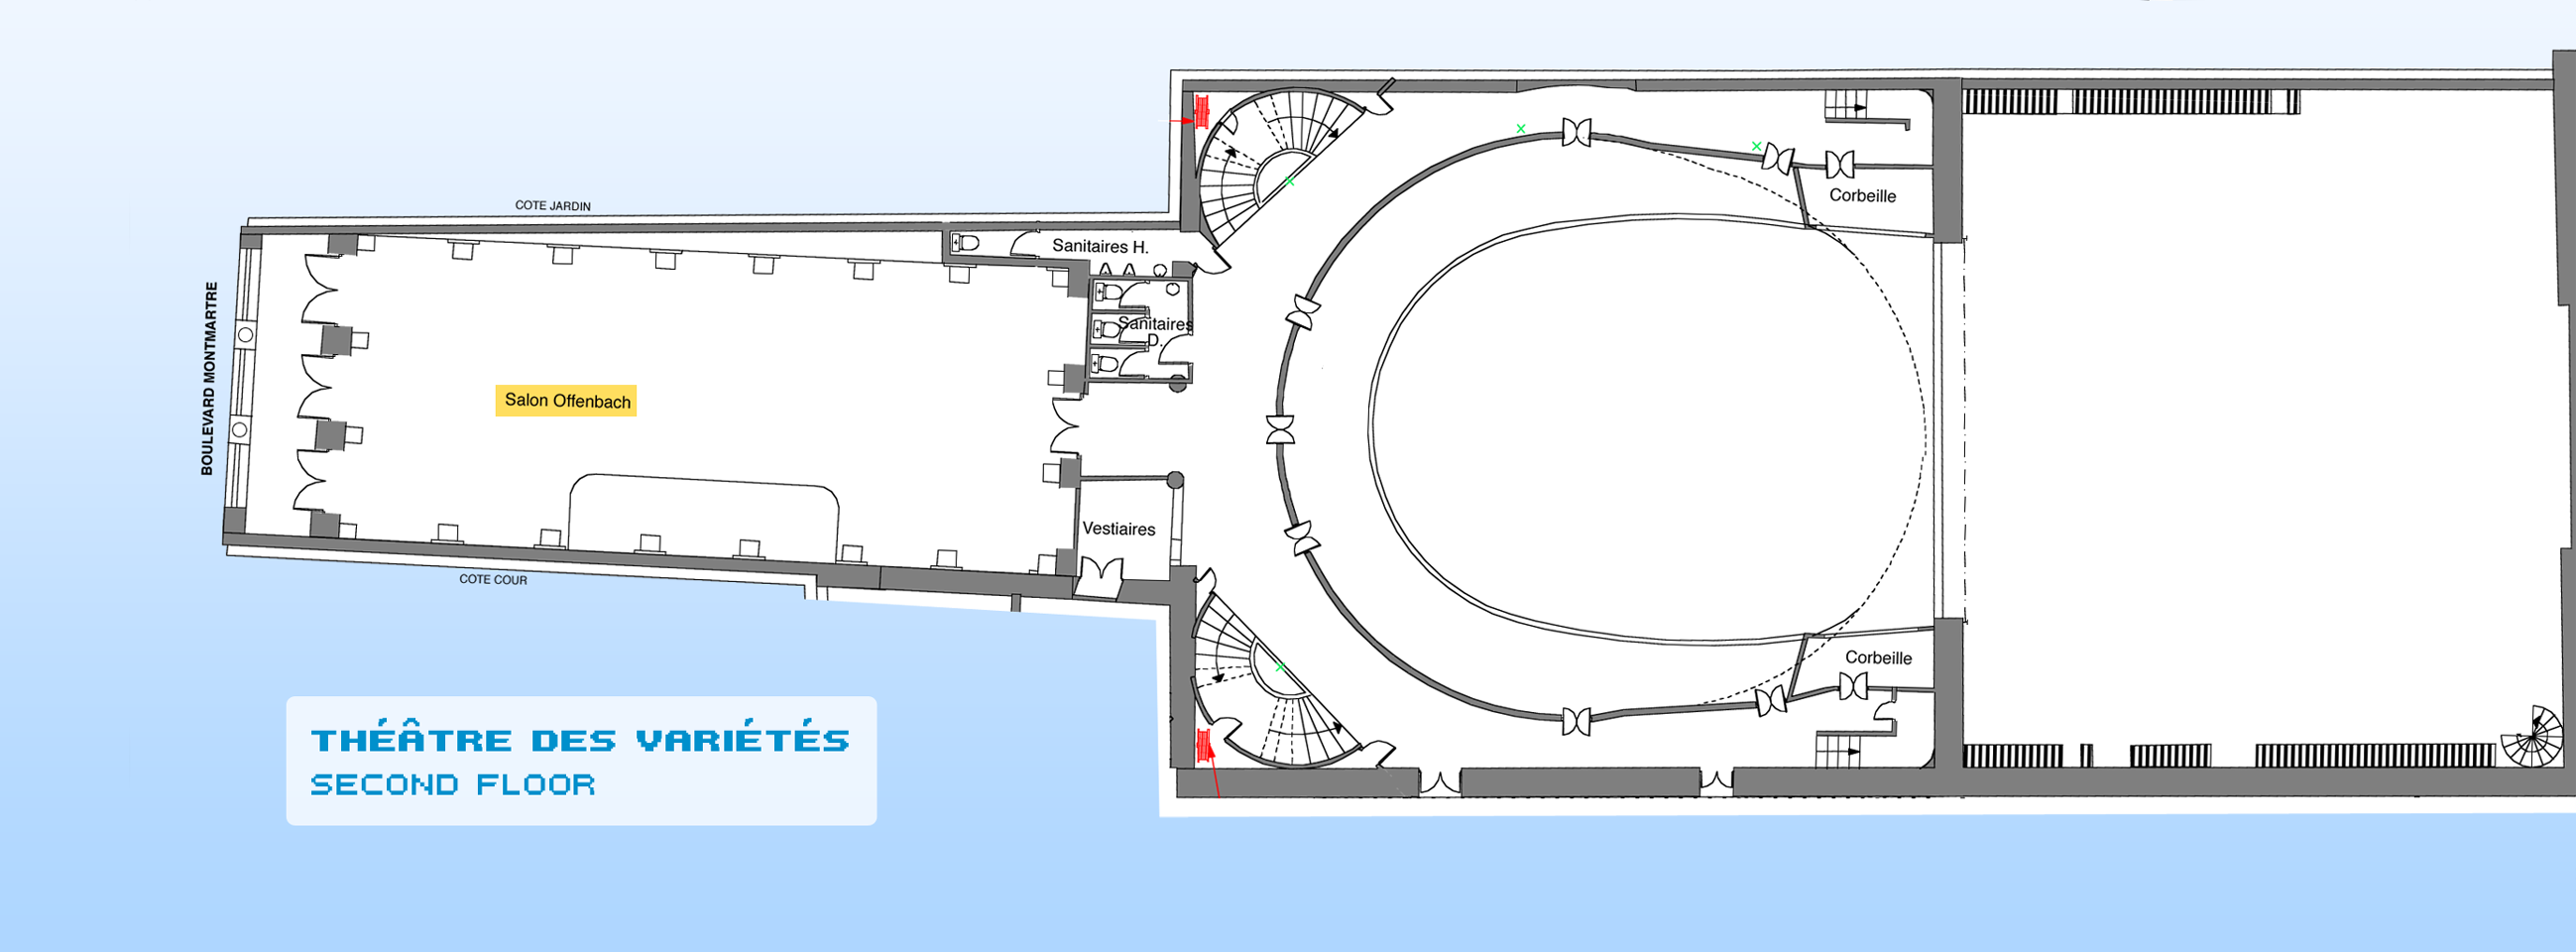 COTE JARDIN
Corbeille
Sanitaires H.
Sanitaires
D.
BOULEVARD MONTMARTRE
Salon Offenbach
Vestiaires
COTE COUR
Corbeille
THÉÂTRE DES VARIÉTÉS
SECOND FLOOR